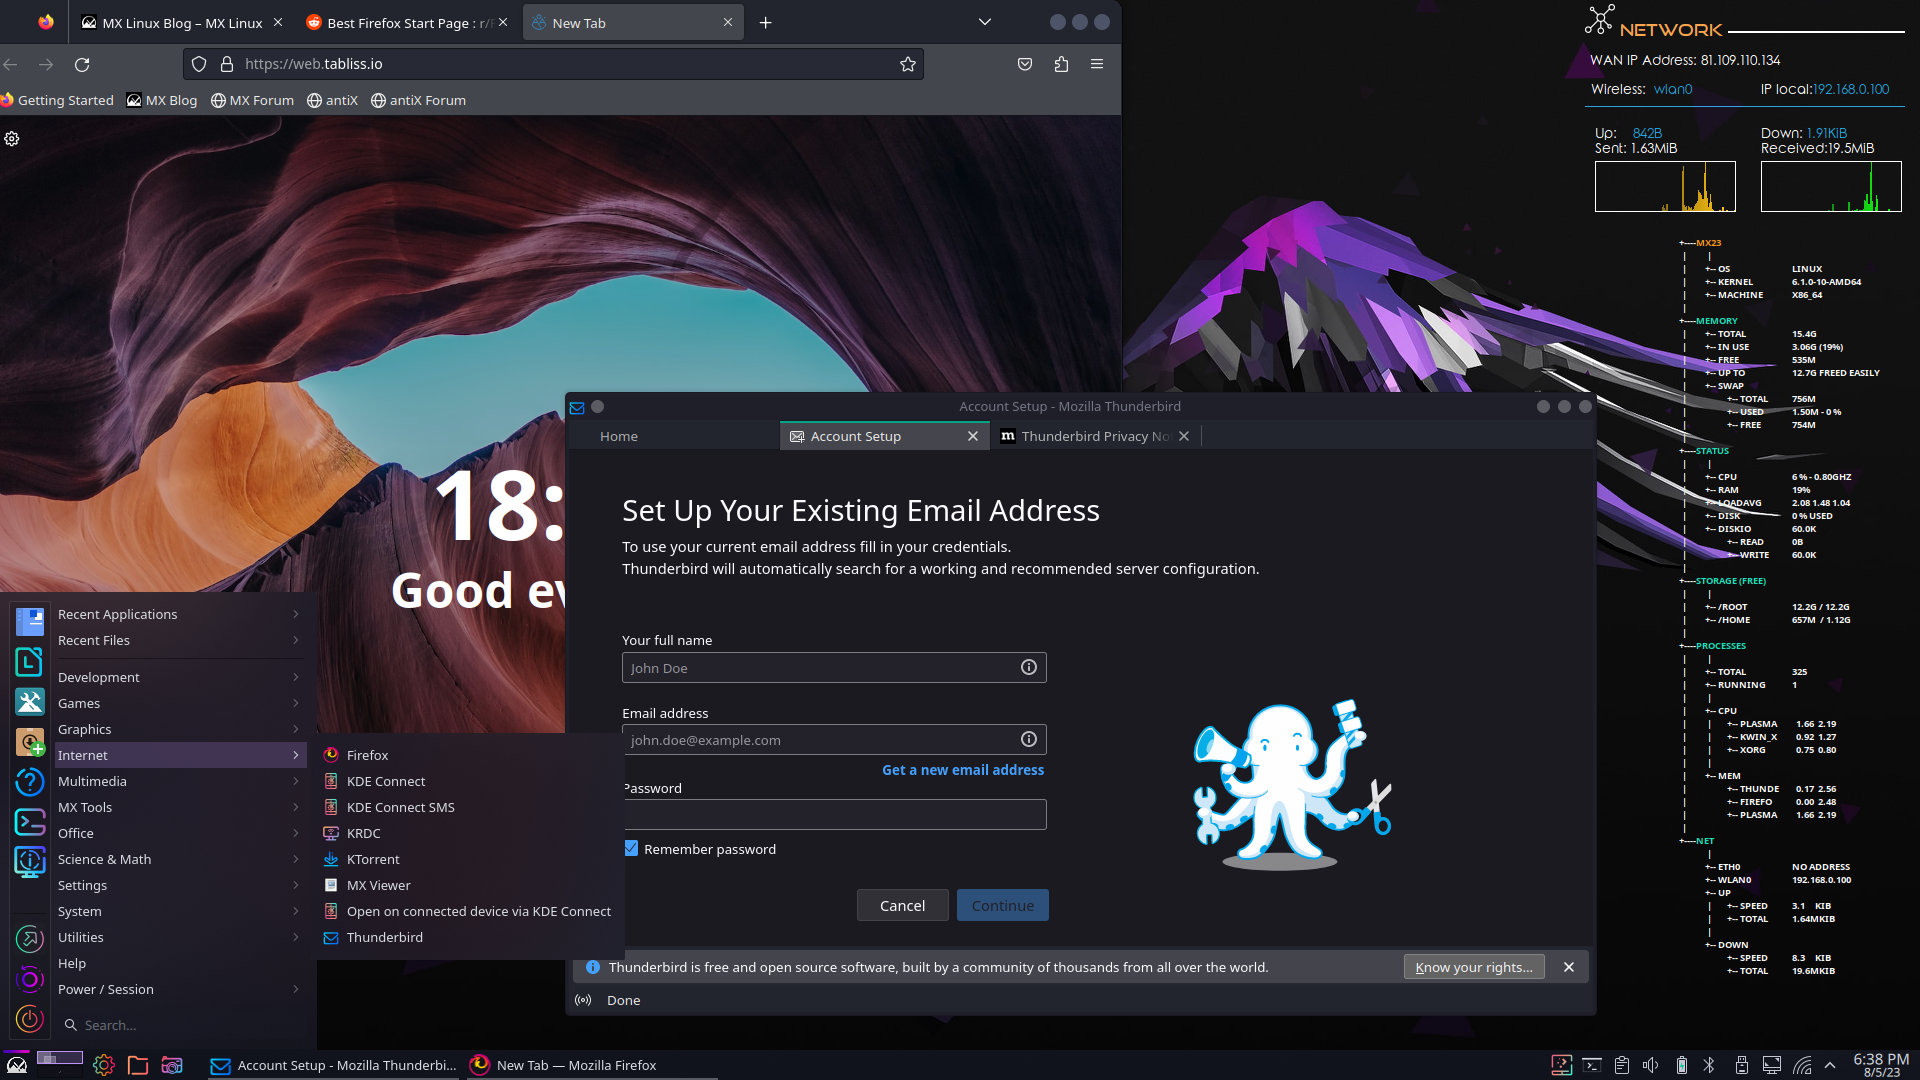 MX Linux Blog – MX Linux
Best Firefox Start Page : r/
New Tab
https://web.tabliss.io
Getting Started
MX Blog
MX Forum
antiX
antiX Forum
18:
Good ev
Recent Applications
Recent Files
Development
Games
Graphics
Internet
Multimedia
MX Tools
Office
Science & Math
Settings
System
Utilities
Help
Power / Session
Search...
Firefox
KDE Connect
KDE Connect SMS
KRDC
KTorrent
MX Viewer
Open on connected device via KDE Connect
Thunderbird
Account Setup - Mozilla Thunderbird
Home
Account Setup
Thunderbird Privacy No
Set Up Your Existing Email Address
To use your current email address fill in your credentials.
Thunderbird will automatically search for a working and recommended server configuration.
Your full name
John Doe
Email address
john.doe@example.com
Get a new email address
Password
Remember password
Cancel
Continue
Thunderbird is free and open source software, built by a community of thousands from all over the world.
Know your rights...
Done
NETWORK
WAN IP Address: 81.109.110.134
Wireless: wlan0 IP local:192.168.0.100
Up: 842B Down: 1.91KiB
Sent: 1.63MiB Received:19.5MiB
+----MX23
+-- OS LINUX
+-- KERNEL 6.1.0-10-AMD64
+-- MACHINE X86_64
+----MEMORY
+-- TOTAL 15.4G
+-- IN USE 3.06G (19%)
+-- FREE 535M
+-- UP TO 12.7G FREED EASILY
+-- SWAP
+-- TOTAL 756M
+-- USED 1.50M - 0 %
+-- FREE 754M
+----STATUS
+-- CPU 6 % - 0.80GHZ
+-- RAM 19%
+-- LOADAVG 2.08 1.48 1.04
+-- DISK 0 % USED
+-- DISKIO 60.0K
+-- READ 0B
+-- WRITE 60.0K
+----STORAGE (FREE)
+-- /ROOT 12.2G / 12.2G
+-- /HOME 657M / 1.12G
+----PROCESSES
+-- TOTAL 325
+-- RUNNING 1
+-- CPU
+-- PLASMA 1.66 2.19
+-- KWIN_X 0.92 1.27
+-- XORG 0.75 0.80
+-- MEM
+-- THUNDE 0.17 2.56
+-- FIREFO 0.00 2.48
+-- PLASMA 1.66 2.19
+----NET
+-- ETH0 NO ADDRESS
+-- WLAN0 192.168.0.100
+-- UP
+-- SPEED 3.1 KIB
+-- TOTAL 1.64MKIB
+-- DOWN
+-- SPEED 8.3 KIB
+-- TOTAL 19.6MKIB
Account Setup - Mozilla Thunderbi...
New Tab — Mozilla Firefox
6:38 PM
8/5/23